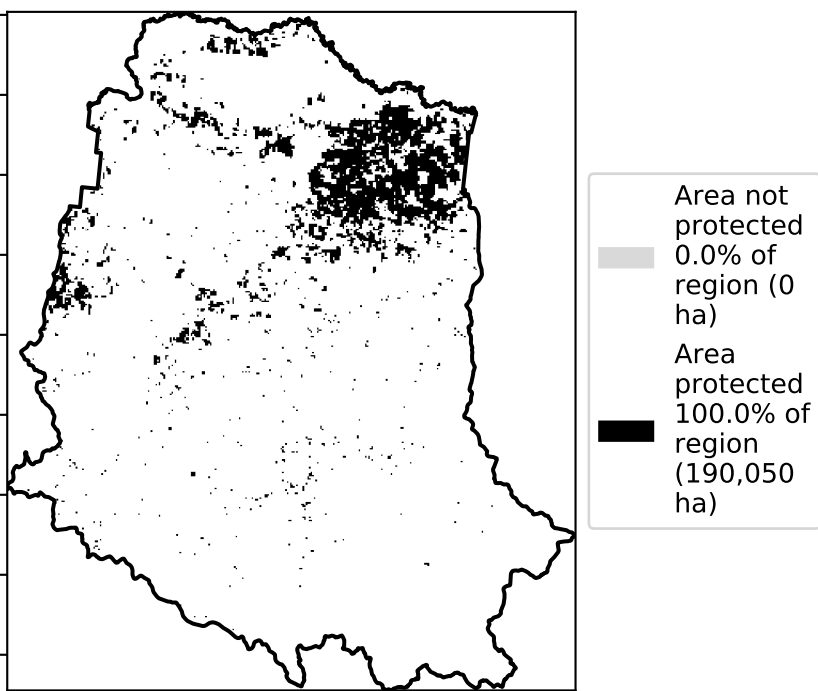 Area not
protected
0.0% of
region (0
ha)
Area
protected
100.0% of
region
(190,050
ha)